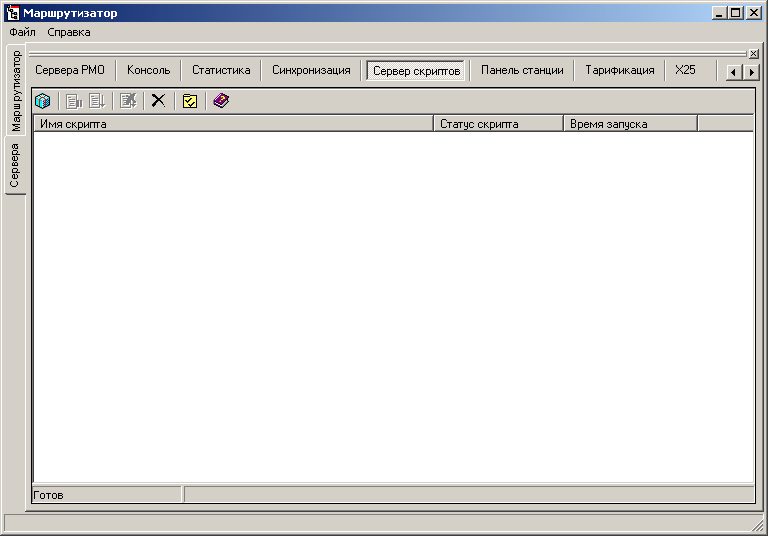 Маршрутизатор
Файл Справка
Маршрутизатор
Сервера
Сервера РМО Консоль Статистика Синхронизация Сервер скриптов Панель станции Тарификация X25
Имя скрипта Статус скрипта Время запуска
Готов